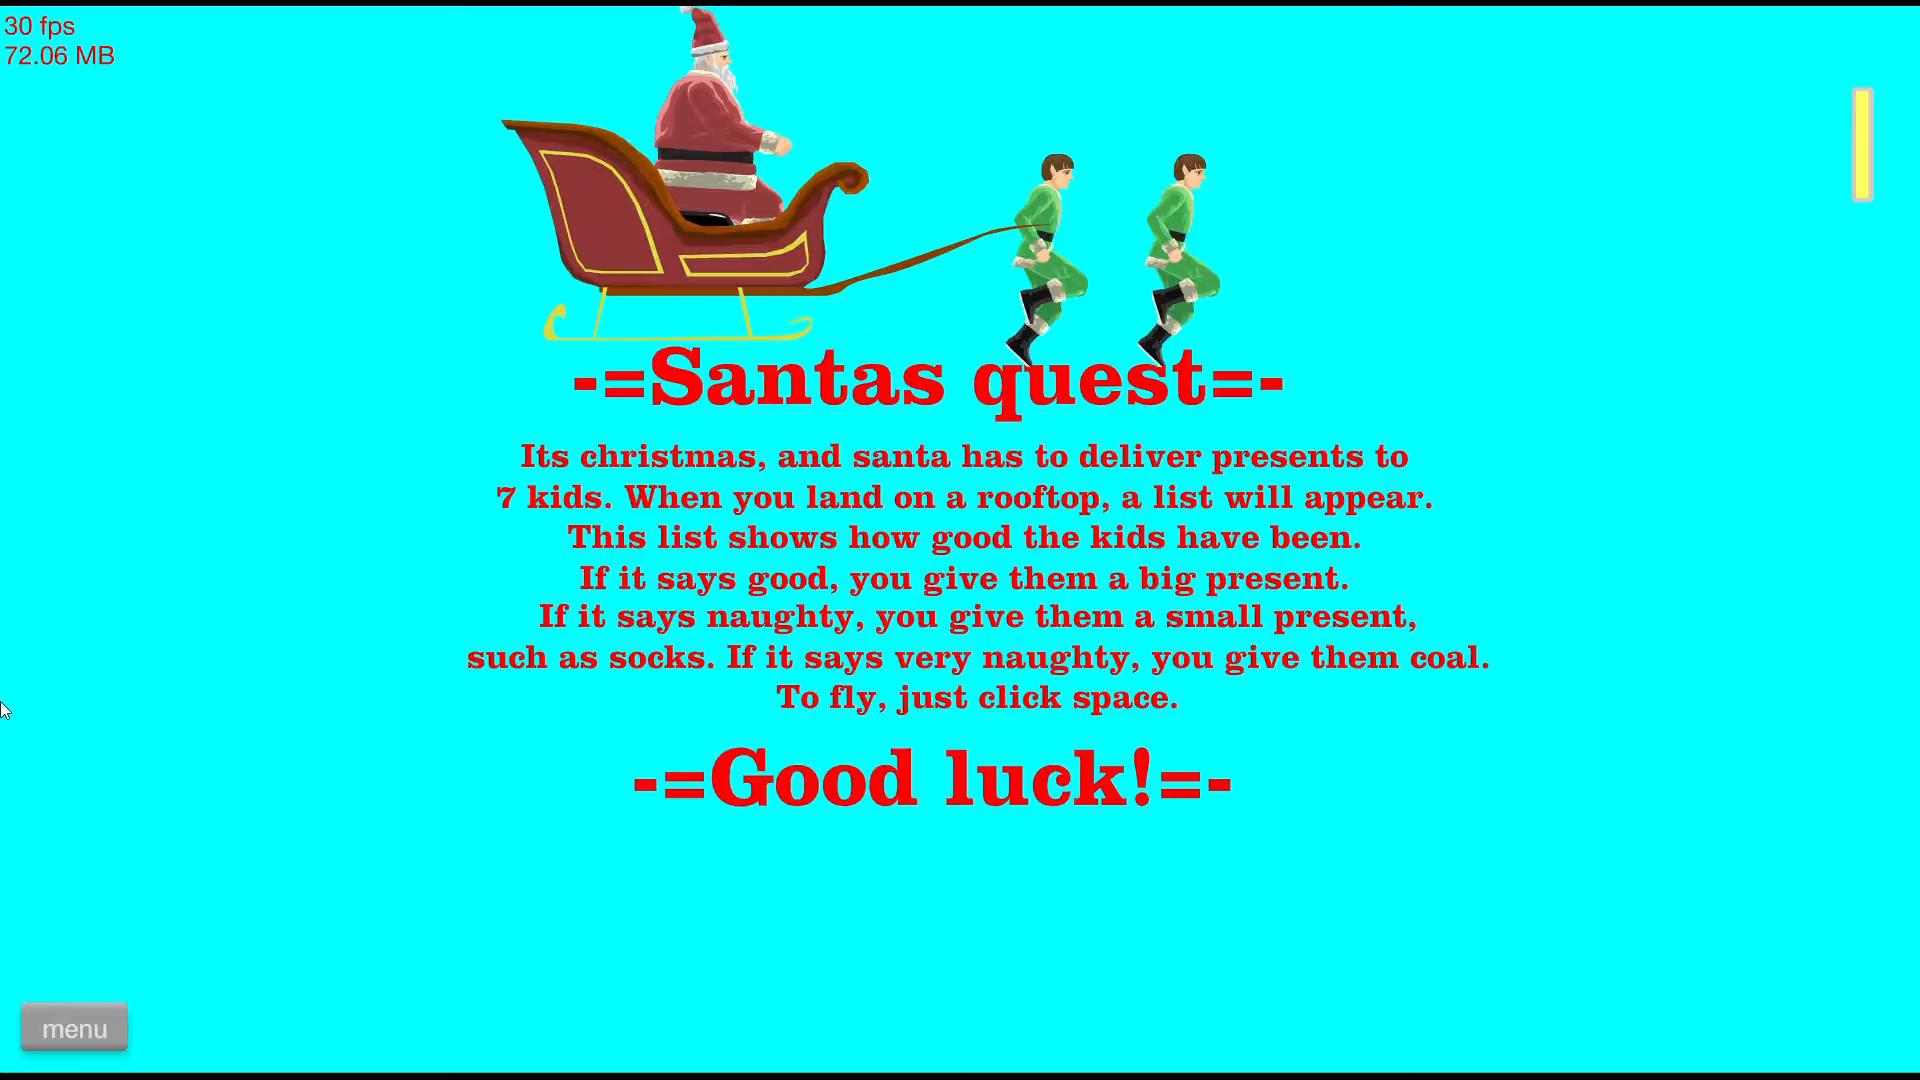 30 fps
72.06 MB
-=Santas quest=-
Its christmas, and santa has to deliver presents to
7 kids. When you land on a rooftop, a list will appear.
This list shows how good the kids have been.
If it says good, you give them a big present.
If it says naughty, you give them a small present,
such as socks. If it says very naughty, you give them coal.
To fly, just click space.
-=Good luck!=-
menu